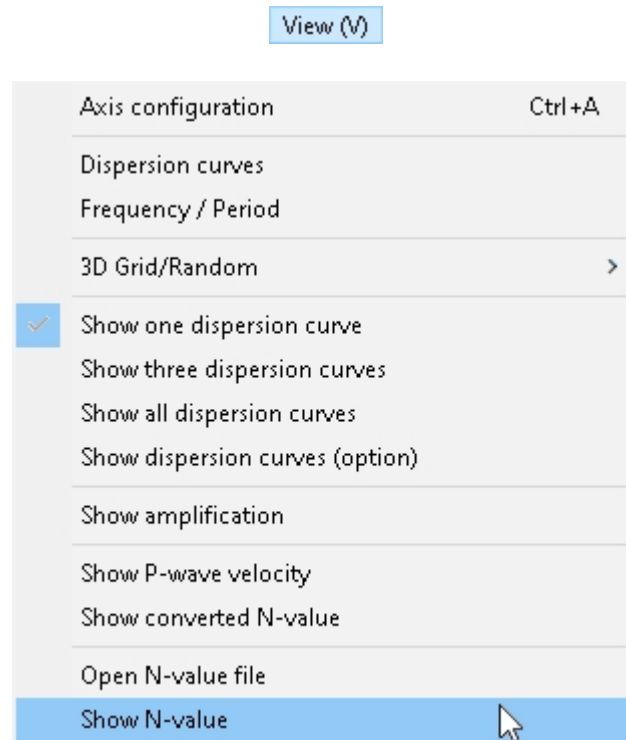 View (V)
Axis configuration Ctrl+A
Dispersion curves
Frequency / Period
3D Grid/Random
Show one dispersion curve
Show three dispersion curves
Show all dispersion curves
Show dispersion curves (option)
Show amplification
Show P-wave velocity
Show converted N-value
Open N-value file
Show N-value